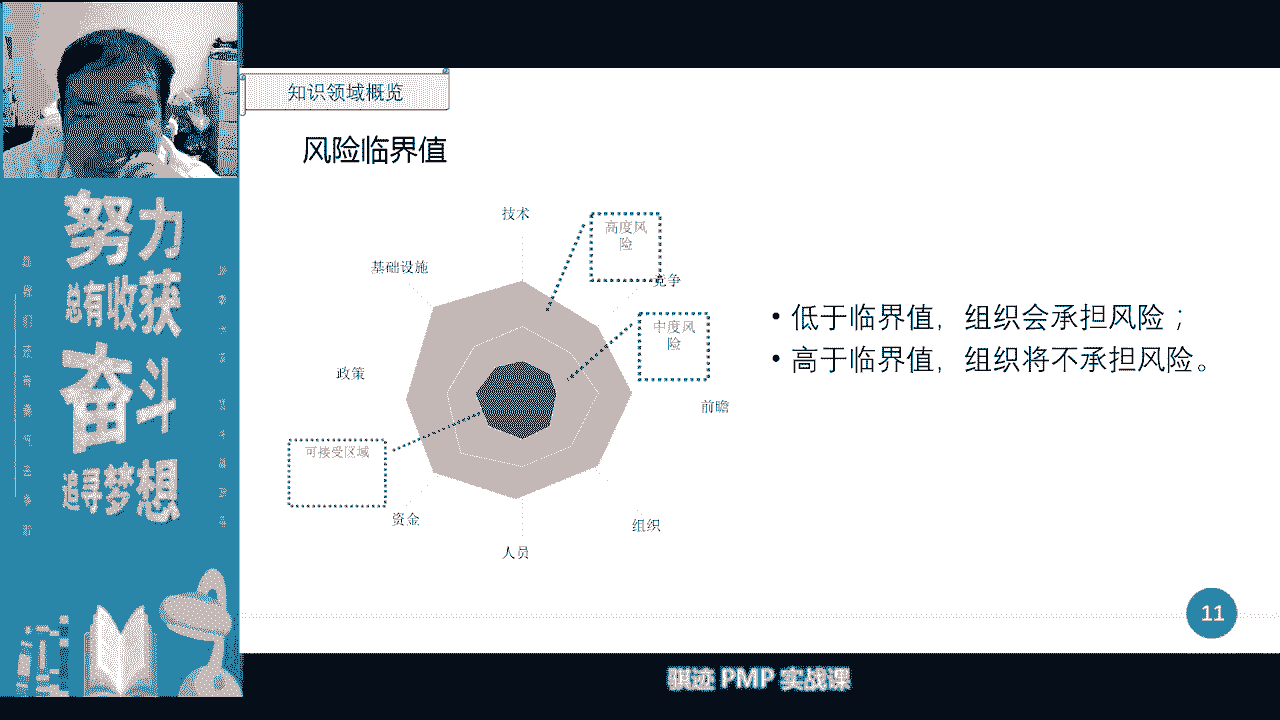 知识领域概览
风险临界值
技术
高度风
险
基础设施
竞争
中度风
险
政策
前瞻
可接受区域
资金
组织
人员
• 低于临界值，组织会承担风险；
• 高于临界值，组织将不承担风险。
11
努力
总有收获
奋斗
追寻梦想
骐迹 PMP 实战课